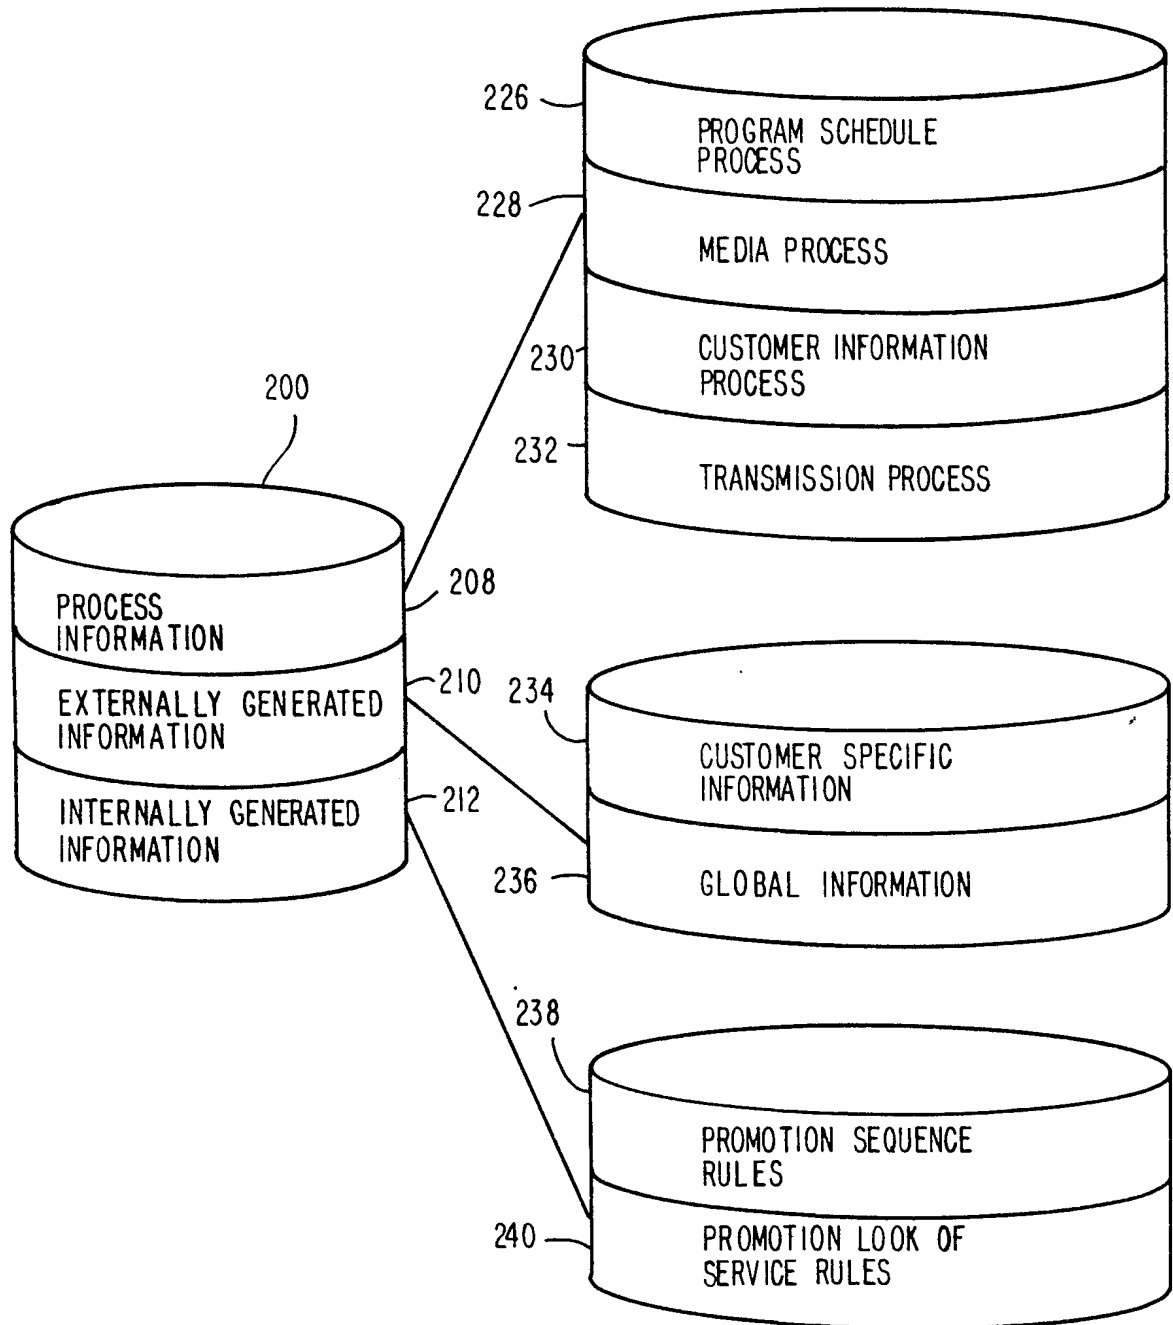 226
PROGRAM SCHEDULE
PROCESS
228
MEDIA PROCESS
230
CUSTOMER INFORMATION
PROCESS
232
TRANSMISSION PROCESS
200
208
PROCESS
INFORMATION
210
EXTERNALLY GENERATED
INFORMATION
212
INTERNALLY GENERATED
INFORMATION
234
CUSTOMER SPECIFIC
INFORMATION
236
GLOBAL INFORMATION
238
PROMOTION SEQUENCE
RULES
240
PROMOTION LOOK OF
SERVICE RULES